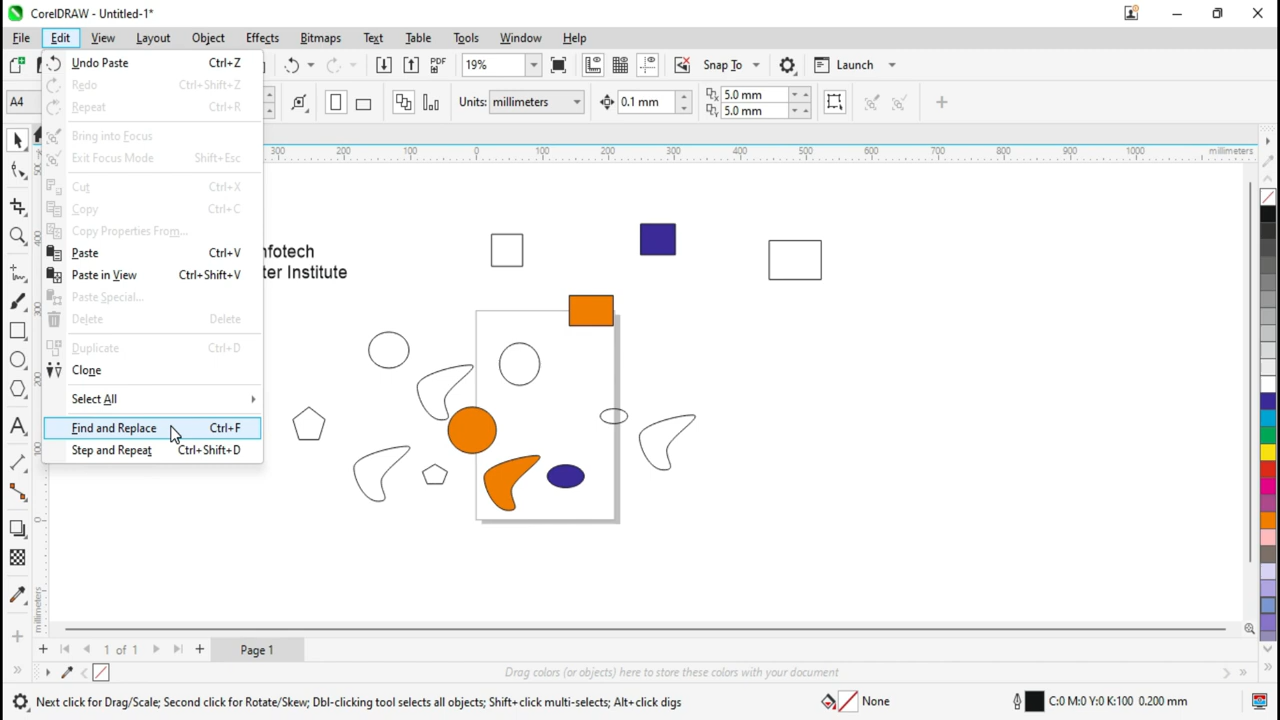 CorelDRAW - Untitled-1*
File Edit View Layout Object Effects Bitmaps Text Table Tools Window Help
PDF 19% Snap To Launch
A4 Units: millimeters 0.1 mm 5.0 mm
5.0 mm
Undo Paste Ctrl+Z
Redo Ctrl+Shift+Z
Repeat Ctrl+R
Bring into Focus
Exit Focus Mode Shift+Esc
Cut Ctrl+X
Copy Ctrl+C
Copy Properties From...
Paste Ctrl+V
Paste in View Ctrl+Shift+V
Paste Special...
Delete Delete
Duplicate Ctrl+D
Clone
Select All
Find and Replace Ctrl+F
Step and Repeat Ctrl+Shift+D
300 200 100 0 100 200 300 400 500 600 700 800 900 1000 millimeters
nfotech
ter Institute
millimeters
1 of 1 Page 1
Drag colors (or objects) here to store these colors with your document
Next click for Drag/Scale; Second click for Rotate/Skew; Dbl-clicking tool selects all objects; Shift+click multi-selects; Alt+click digs None C:0 M:0 Y:0 K:100 0.200 mm